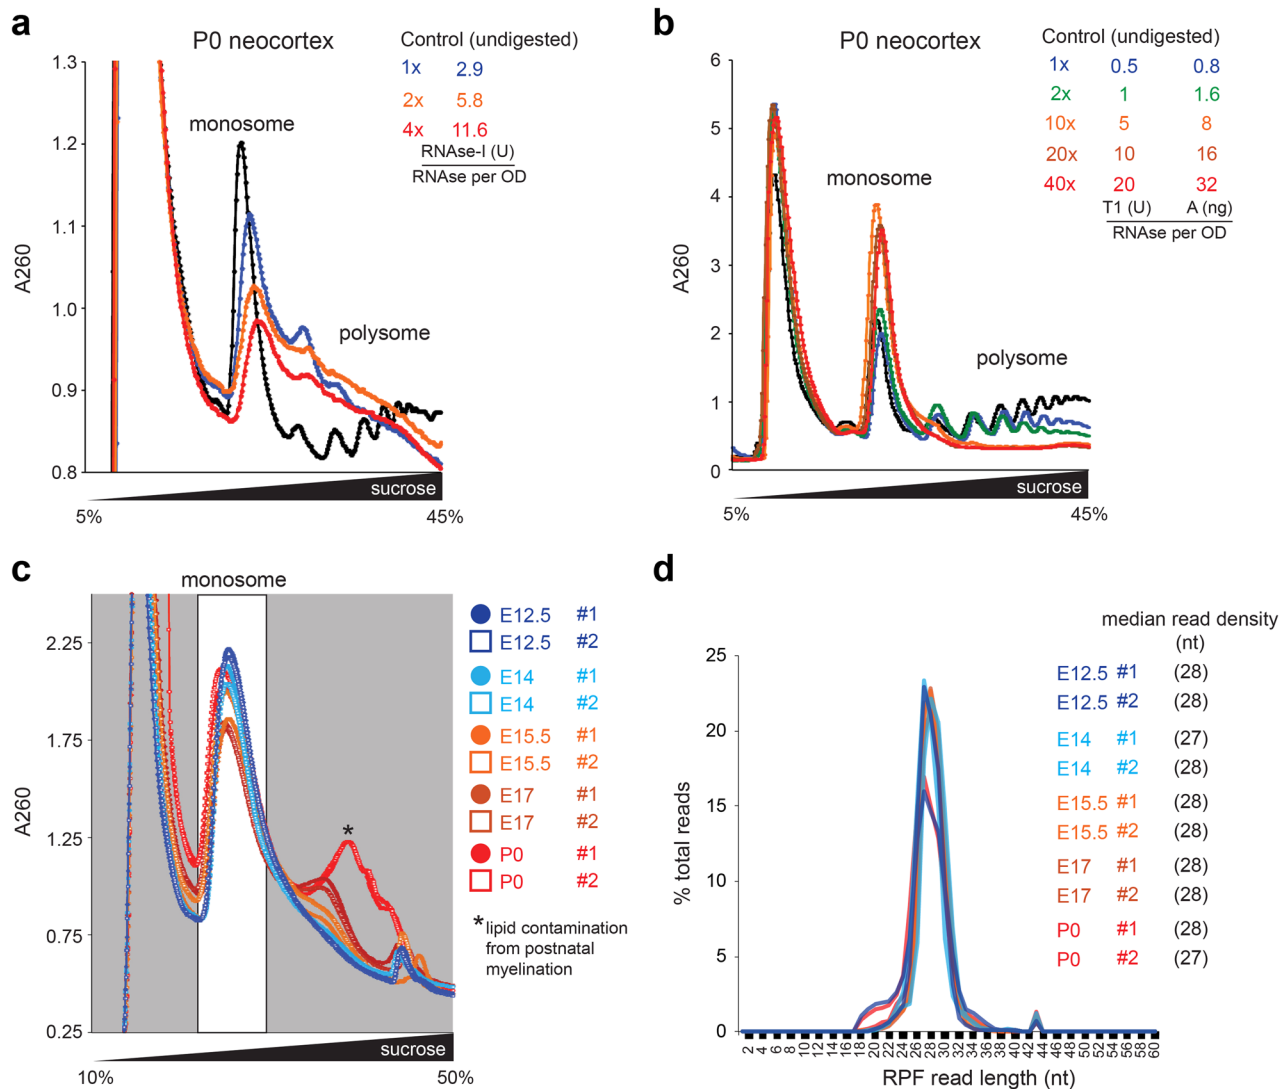 a
P0 neocortex
Control (undigested)
1x 2.9
2x 5.8
4x 11.6
RNAse-I (U)
RNAse per OD
monosome
polysome
A260
1.3
1.2
1.1
1.0
0.9
0.8
sucrose
5% 45%
b
P0 neocortex
Control (undigested)
1x 0.5 0.8
2x 1 1.6
10x 5 8
20x 10 16
40x 20 32
T1 (U) A (ng)
RNAse per OD
monosome
polysome
A260
6
5
4
3
2
1
0
sucrose
5% 45%
c
monosome
A260
2.25
1.75
1.25
0.75
0.25
*
sucrose
10% 50%
E12.5 #1
E12.5 #2
E14 #1
E14 #2
E15.5 #1
E15.5 #2
E17 #1
E17 #2
P0 #1
P0 #2
*lipid contamination
from postnatal
myelination
d
median read density
(nt)
E12.5 #1 (28)
E12.5 #2 (28)
E14 #1 (27)
E14 #2 (28)
E15.5 #1 (28)
E15.5 #2 (28)
E17 #1 (28)
E17 #2 (28)
P0 #1 (28)
P0 #2 (27)
% total reads
25
20
15
10
5
0
2 4 6 8 10 12 14 16 18 20 22 24 26 28 30 32 34 36 38 40 42 44 46 48 50 52 54 56 58 60
RPF read length (nt)